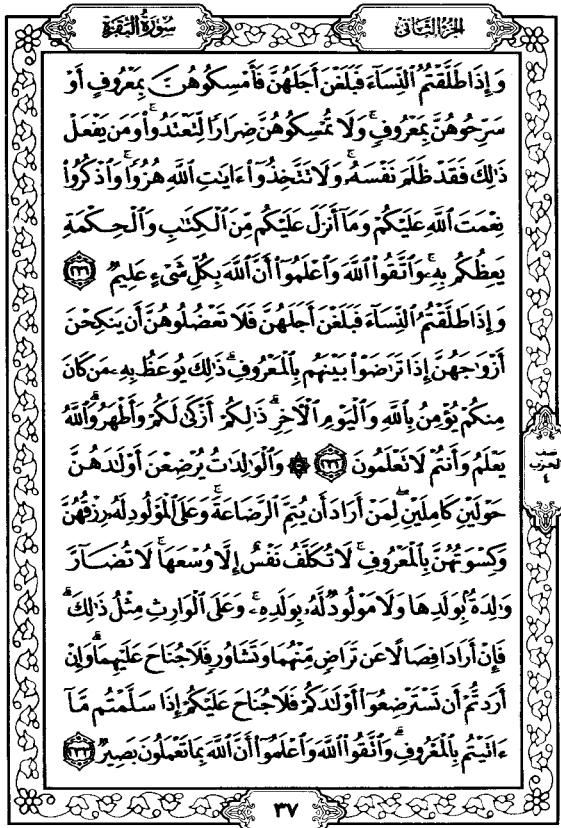 سُورَةُ البَقَرَةِ
الجُزْءُ الثَّانِي
وَإِذَا طَلَّقْتُمُ ٱلنِّسَآءَ فَبَلَغْنَ أَجَلَهُنَّ فَأَمْسِكُوهُنَّ بِمَعْرُوفٍ أَوْ
سَرِّحُوهُنَّ بِمَعْرُوفٍۚ وَلَا تُمْسِكُوهُنَّ ضِرَارًا لِّتَعْتَدُوا۟ۚ وَمَن يَفْعَلْ
ذَٰلِكَ فَقَدْ ظَلَمَ نَفْسَهُۥۚ وَلَا تَتَّخِذُوٓا۟ ءَايَٰتِ ٱللَّهِ هُزُوًاۚ وَٱذْكُرُوا۟
نِعْمَتَ ٱللَّهِ عَلَيْكُمْ وَمَآ أَنزَلَ عَلَيْكُم مِّنَ ٱلْكِتَٰبِ وَٱلْحِكْمَةِ
يَعِظُكُم بِهِۦۚ وَٱتَّقُوا۟ ٱللَّهَ وَٱعْلَمُوٓا۟ أَنَّ ٱللَّهَ بِكُلِّ شَىْءٍ عَلِيمٌ ٢٣١
وَإِذَا طَلَّقْتُمُ ٱلنِّسَآءَ فَبَلَغْنَ أَجَلَهُنَّ فَلَا تَعْضُلُوهُنَّ أَن يَنكِحْنَ
أَزْوَٰجَهُنَّ إِذَا تَرَٰضَوْا۟ بَيْنَهُم بِٱلْمَعْرُوفِۗ ذَٰلِكَ يُوعَظُ بِهِۦ مَن كَانَ
مِنكُمْ يُؤْمِنُ بِٱللَّهِ وَٱلْيَوْمِ ٱلْءَاخِرِۗ ذَٰلِكُمْ أَزْكَىٰ لَكُمْ وَأَطْهَرُۗ وَٱللَّهُ
يَعْلَمُ وَأَنتُمْ لَا تَعْلَمُونَ ٢٣٢ ۞ وَٱلْوَٰلِدَٰتُ يُرْضِعْنَ أَوْلَٰدَهُنَّ
حَوْلَيْنِ كَامِلَيْنِۖ لِمَنْ أَرَادَ أَن يُتِمَّ ٱلرَّضَاعَةَۚ وَعَلَى ٱلْمَوْلُودِ لَهُۥ رِزْقُهُنَّ
وَكِسْوَتُهُنَّ بِٱلْمَعْرُوفِۚ لَا تُكَلَّفُ نَفْسٌ إِلَّا وُسْعَهَاۚ لَا تُضَآرَّ
وَٰلِدَةٌۢ بِوَلَدِهَا وَلَا مَوْلُودٌ لَّهُۥ بِوَلَدِهِۦۚ وَعَلَى ٱلْوَارِثِ مِثْلُ ذَٰلِكَۗ
فَإِنْ أَرَادَا فِصَالًا عَن تَرَاضٍ مِّنْهُمَا وَتَشَاوُرٍ فَلَا جُنَاحَ عَلَيْهِمَاۗ وَإِنْ
أَرَدتُّمْ أَن تَسْتَرْضِعُوٓا۟ أَوْلَٰدَكُمْ فَلَا جُنَاحَ عَلَيْكُمْ إِذَا سَلَّمْتُم مَّآ
ءَاتَيْتُم بِٱلْمَعْرُوفِۗ وَٱتَّقُوا۟ ٱللَّهَ وَٱعْلَمُوٓا۟ أَنَّ ٱللَّهَ بِمَا تَعْمَلُونَ بَصِيرٌ ٢٣٣
نصف
الحزب
٤
٣٧